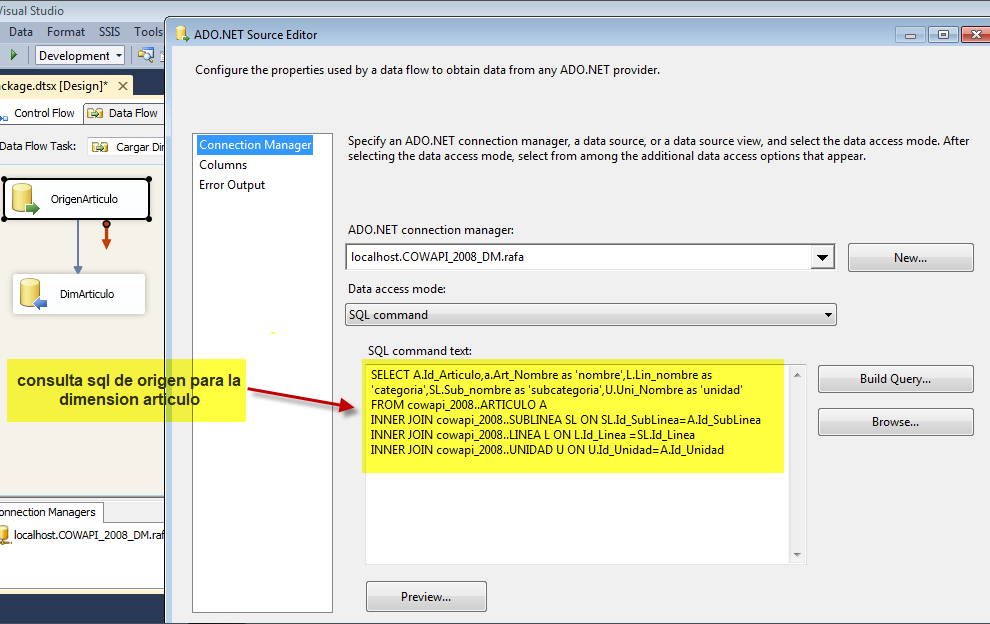 Visual Studio
Data Format SSIS Tools
Development
ackage.dtsx [Design]*
Control Flow Data Flow
Data Flow Task: Cargar Dir
OrigenArticulo
DimArticulo
consulta sql de origen para la
dimension articulo
onnection Managers
localhost.COWAPI_2008_DM.raf
ADO.NET Source Editor
Configure the properties used by a data flow to obtain data from any ADO.NET provider.
Connection Manager
Columns
Error Output
Specify an ADO.NET connection manager, a data source, or a data source view, and select the data access mode. After
selecting the data access mode, select from among the additional data access options that appear.
ADO.NET connection manager:
localhost.COWAPI_2008_DM.rafa
New...
Data access mode:
SQL command
SQL command text:
SELECT A.Id_Articulo,a.Art_Nombre as 'nombre',L.Lin_nombre as
'categoria',SL.Sub_nombre as 'subcategoria',U.Uni_Nombre as 'unidad'
FROM cowapi_2008..ARTICULO A
INNER JOIN cowapi_2008..SUBLINEA SL ON SL.Id_SubLinea=A.Id_SubLinea
INNER JOIN cowapi_2008..LINEA L ON L.Id_Linea =SL.Id_Linea
INNER JOIN cowapi_2008..UNIDAD U ON U.Id_Unidad=A.Id_Unidad
Build Query...
Browse...
Preview...